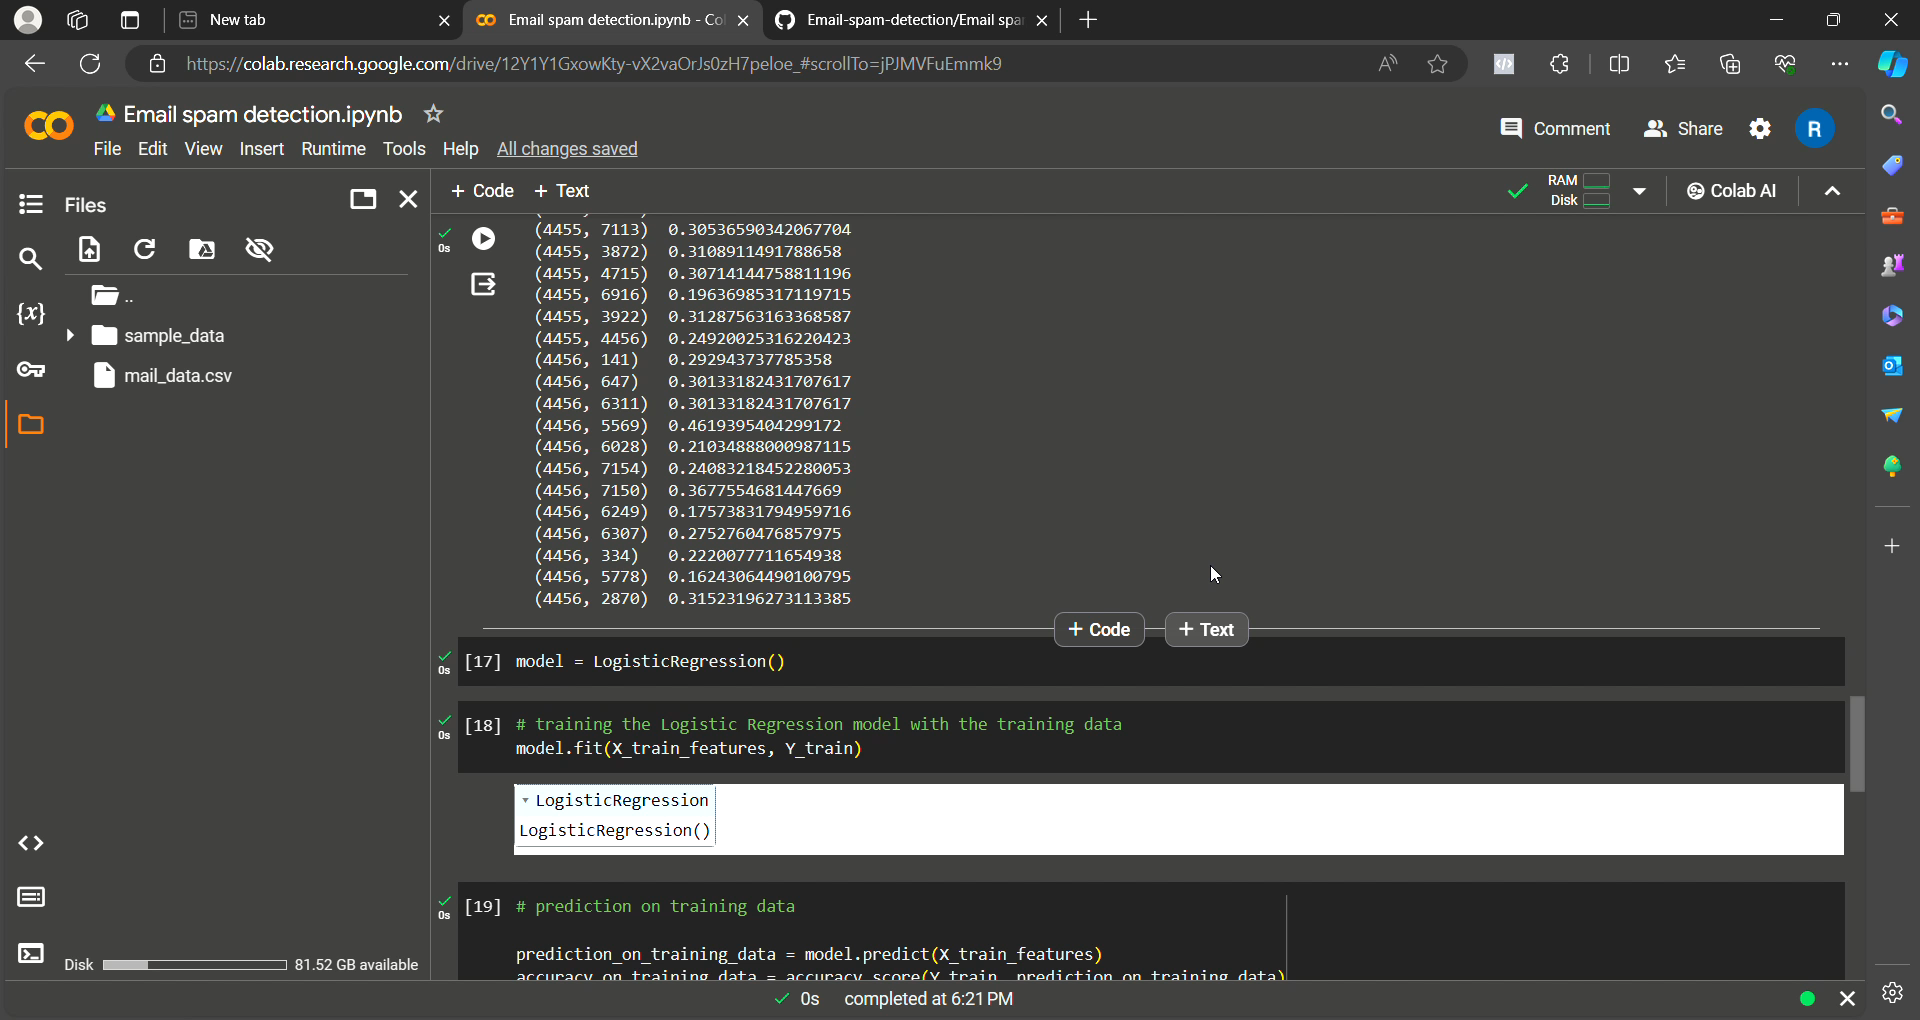 New tab
Email spam detection.ipynb - Co
Email-spam-detection/Email spa
https://colab.research.google.com/drive/12Y1Y1GxowKty-vX2vaOrJs0zH7peloe_#scrollTo=jPJMVFuEmmk9
Email spam detection.ipynb
Comment
Share
R
File Edit View Insert Runtime Tools Help All changes saved
Files
+ Code + Text
RAM
Disk
Colab AI
..
sample_data
mail_data.csv
{x}
0s
(4455, 7113) 0.30536590342067704
(4455, 3872) 0.3108911491788658
(4455, 4715) 0.30714144758811196
(4455, 6916) 0.19636985317119715
(4455, 3922) 0.31287563163368587
(4455, 4456) 0.24920025316220423
(4456, 141) 0.292943737785358
(4456, 647) 0.30133182431707617
(4456, 6311) 0.30133182431707617
(4456, 5569) 0.4619395404299172
(4456, 6028) 0.21034888000987115
(4456, 7154) 0.24083218452280053
(4456, 7150) 0.3677554681447669
(4456, 6249) 0.17573831794959716
(4456, 6307) 0.2752760476857975
(4456, 334) 0.2220077711654938
(4456, 5778) 0.16243064490100795
(4456, 2870) 0.31523196273113385
+ Code + Text
0s
[17] model = LogisticRegression()
0s
[18] # training the Logistic Regression model with the training data
model.fit(X_train_features, Y_train)
LogisticRegression
LogisticRegression()
0s
[19] # prediction on training data
prediction_on_training_data = model.predict(X_train_features)
accuracy_on_training_data = accuracy_score(Y_train, prediction_on_training_data)
Disk 81.52 GB available
0s completed at 6:21 PM